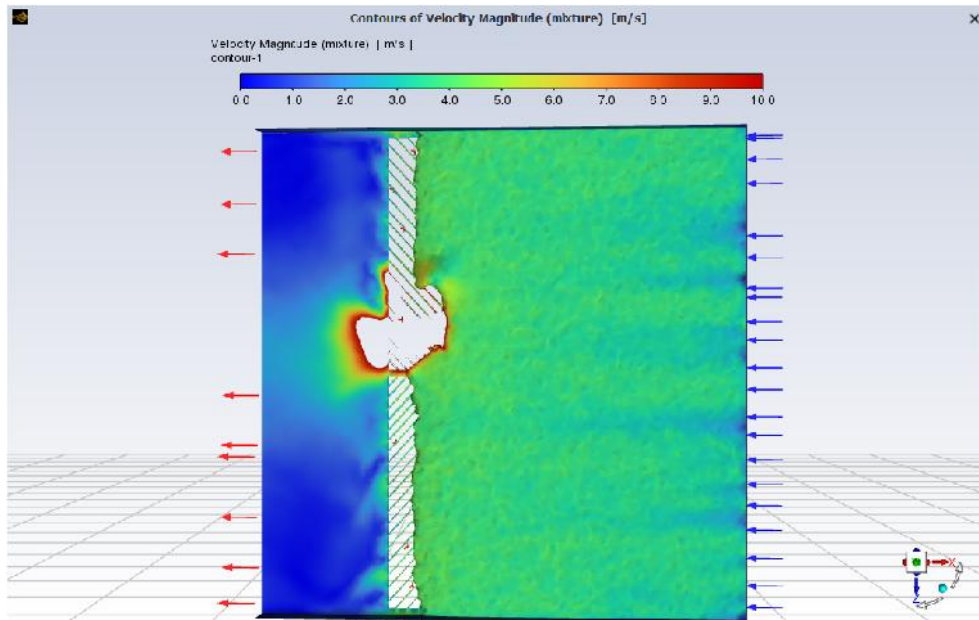 Contours of Velocity Magnitude (mixture) [m/s]
Velocity Magnitude (mixture) [ m/s ]
contour-1
0.0 1.0 2.0 3.0 4.0 5.0 6.0 7.0 8.0 9.0 10.0
X
Z